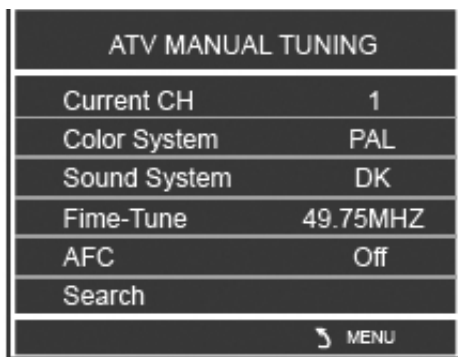 ATV MANUAL TUNING
Current CH 1
Color System PAL
Sound System DK
Fime-Tune 49.75MHZ
AFC Off
Search
MENU